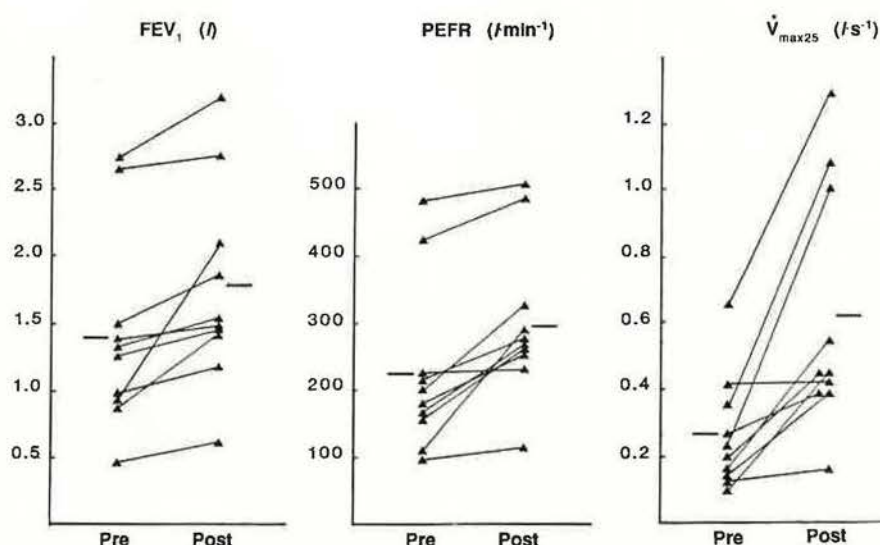 FEV₁ (l)
3.0
2.5
2.0
1.5
1.0
0.5
Pre Post
PEFR (l·min⁻¹)
500
400
300
200
100
Pre Post
V̇max25 (l·s⁻¹)
1.2
1.0
0.8
0.6
0.4
0.2
Pre Post